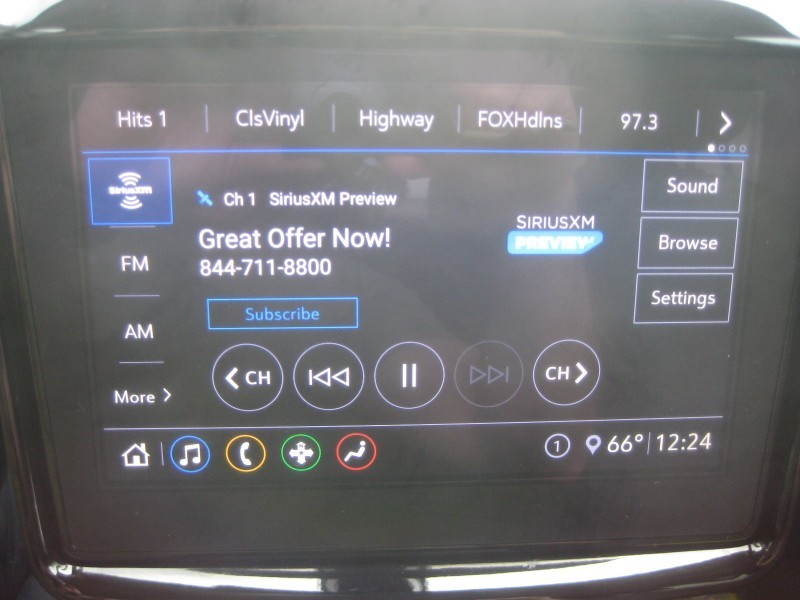 Hits 1 ClsVinyl Highway FOXHdlns 97.3
SiriusXM
Ch 1 SiriusXM Preview
Great Offer Now!
844-711-8800
Subscribe
SIRIUSXM
PREVIEW
Sound
Browse
Settings
FM
AM
More
CH
CH
1 66° 12:24